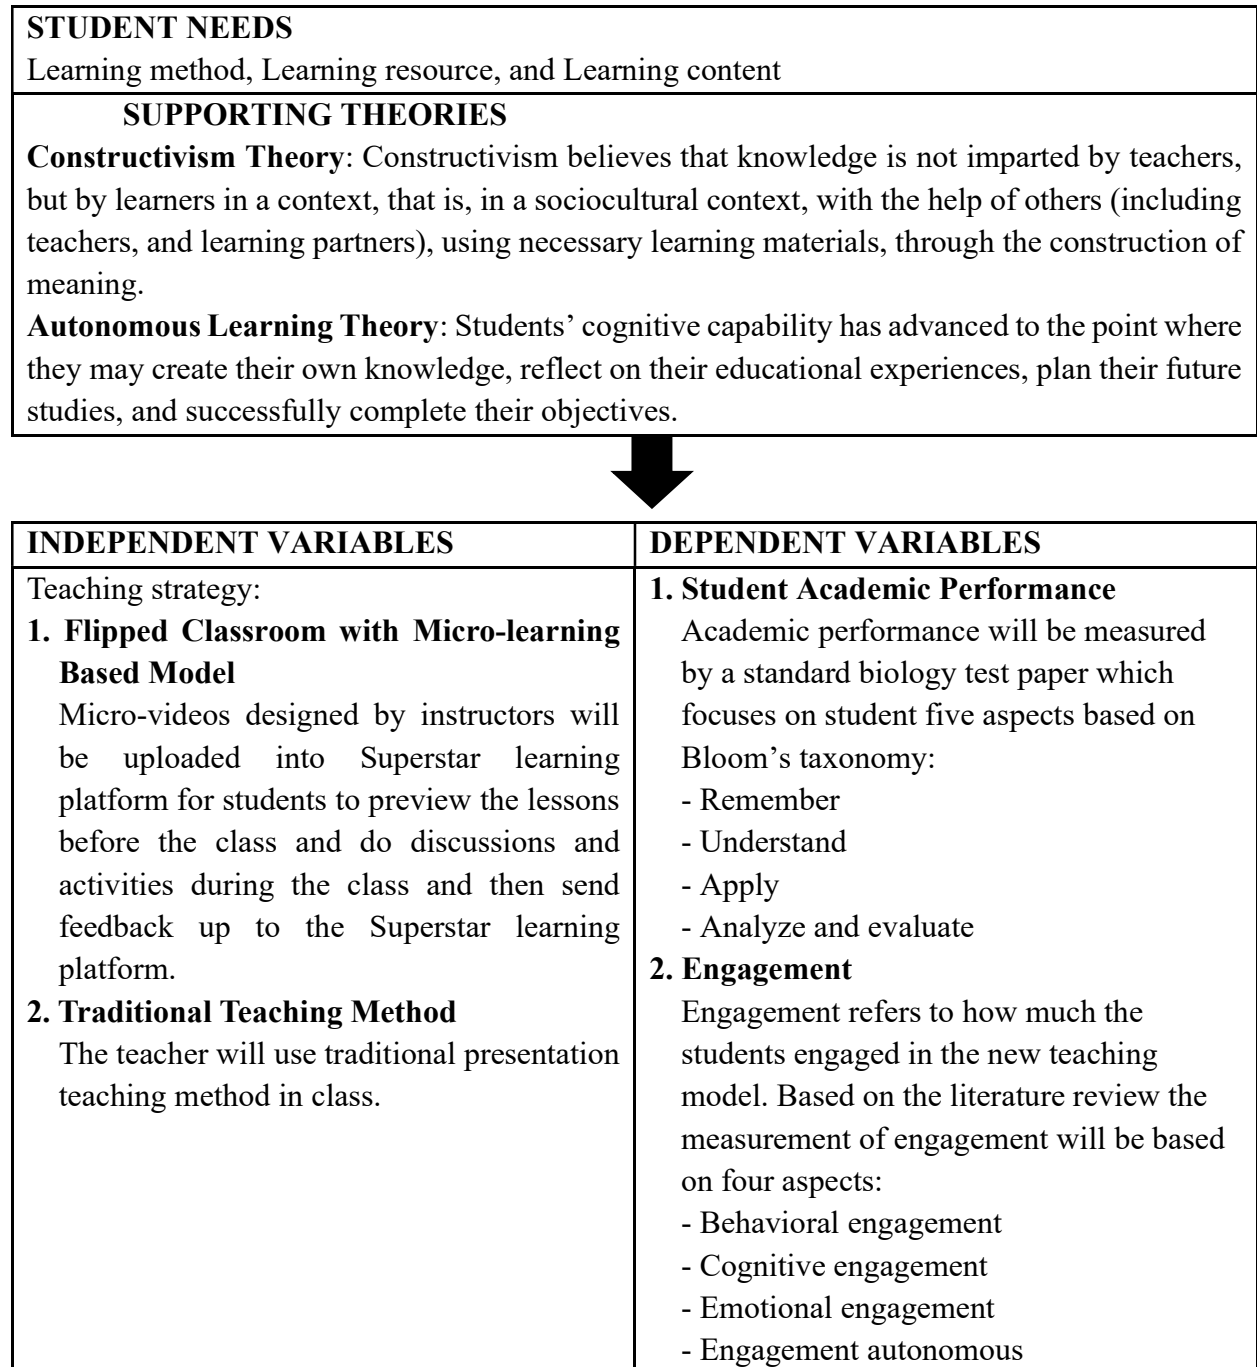 STUDENT NEEDS
Learning method, Learning resource, and Learning content
SUPPORTING THEORIES
Constructivism Theory: Constructivism believes that knowledge is not imparted by teachers,
but by learners in a context, that is, in a sociocultural context, with the help of others (including
teachers, and learning partners), using necessary learning materials, through the construction of
meaning.
Autonomous Learning Theory: Students’ cognitive capability has advanced to the point where
they may create their own knowledge, reflect on their educational experiences, plan their future
studies, and successfully complete their objectives.
INDEPENDENT VARIABLES
Teaching strategy:
1. Flipped Classroom with Micro-learning
Based Model
Micro-videos designed by instructors will
be uploaded into Superstar learning
platform for students to preview the lessons
before the class and do discussions and
activities during the class and then send
feedback up to the Superstar learning
platform.
2. Traditional Teaching Method
The teacher will use traditional presentation
teaching method in class.
DEPENDENT VARIABLES
1. Student Academic Performance
Academic performance will be measured
by a standard biology test paper which
focuses on student five aspects based on
Bloom’s taxonomy:
- Remember
- Understand
- Apply
- Analyze and evaluate
2. Engagement
Engagement refers to how much the
students engaged in the new teaching
model. Based on the literature review the
measurement of engagement will be based
on four aspects:
- Behavioral engagement
- Cognitive engagement
- Emotional engagement
- Engagement autonomous